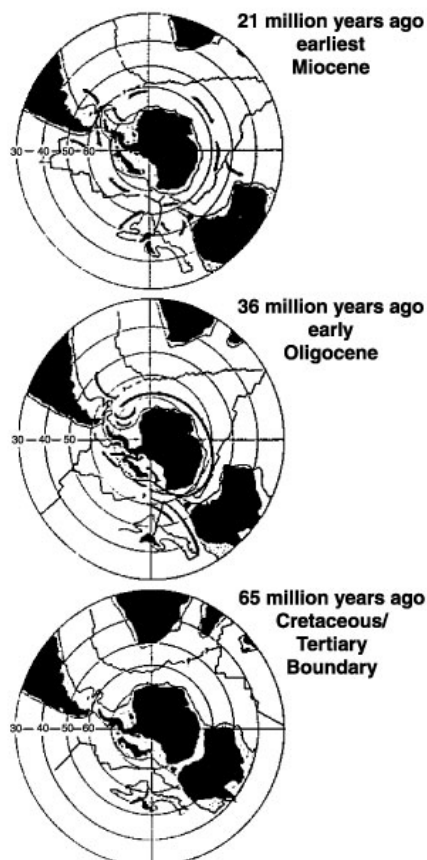 21 million years ago
earliest
Miocene
30 40 50 60
36 million years ago
early
Oligocene
30 40 50
65 million years ago
Cretaceous/
Tertiary
Boundary
30 40 50 60